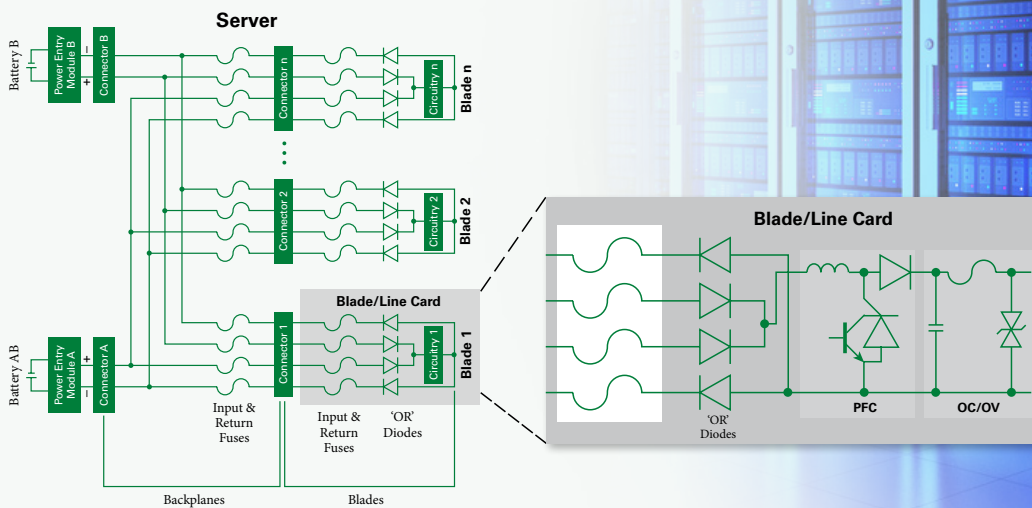 Server
Battery B
Power Entry
Module B
−
+
Connector B
Connector n
Circuitry n
Blade n
Connector 2
Circuitry 2
Blade 2
Blade/Line Card
Battery AB
Power Entry
Module A
+
−
Connector A
Connector 1
Circuitry 1
Blade 1
Input &
Return
Fuses
Input &
Return
Fuses
‘OR’
Diodes
Backplanes
Blades
Blade/Line Card
‘OR’
Diodes
PFC
OC/OV